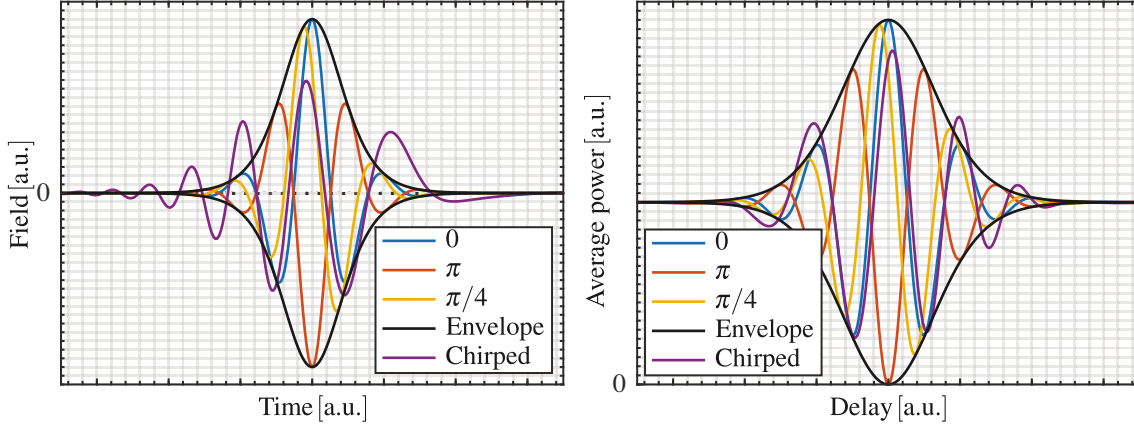 Field [a.u.]
0
0
π
π/4
Envelope
Chirped
Time [a.u.]
Average power [a.u.]
0
0
π
π/4
Envelope
Chirped
Delay [a.u.]